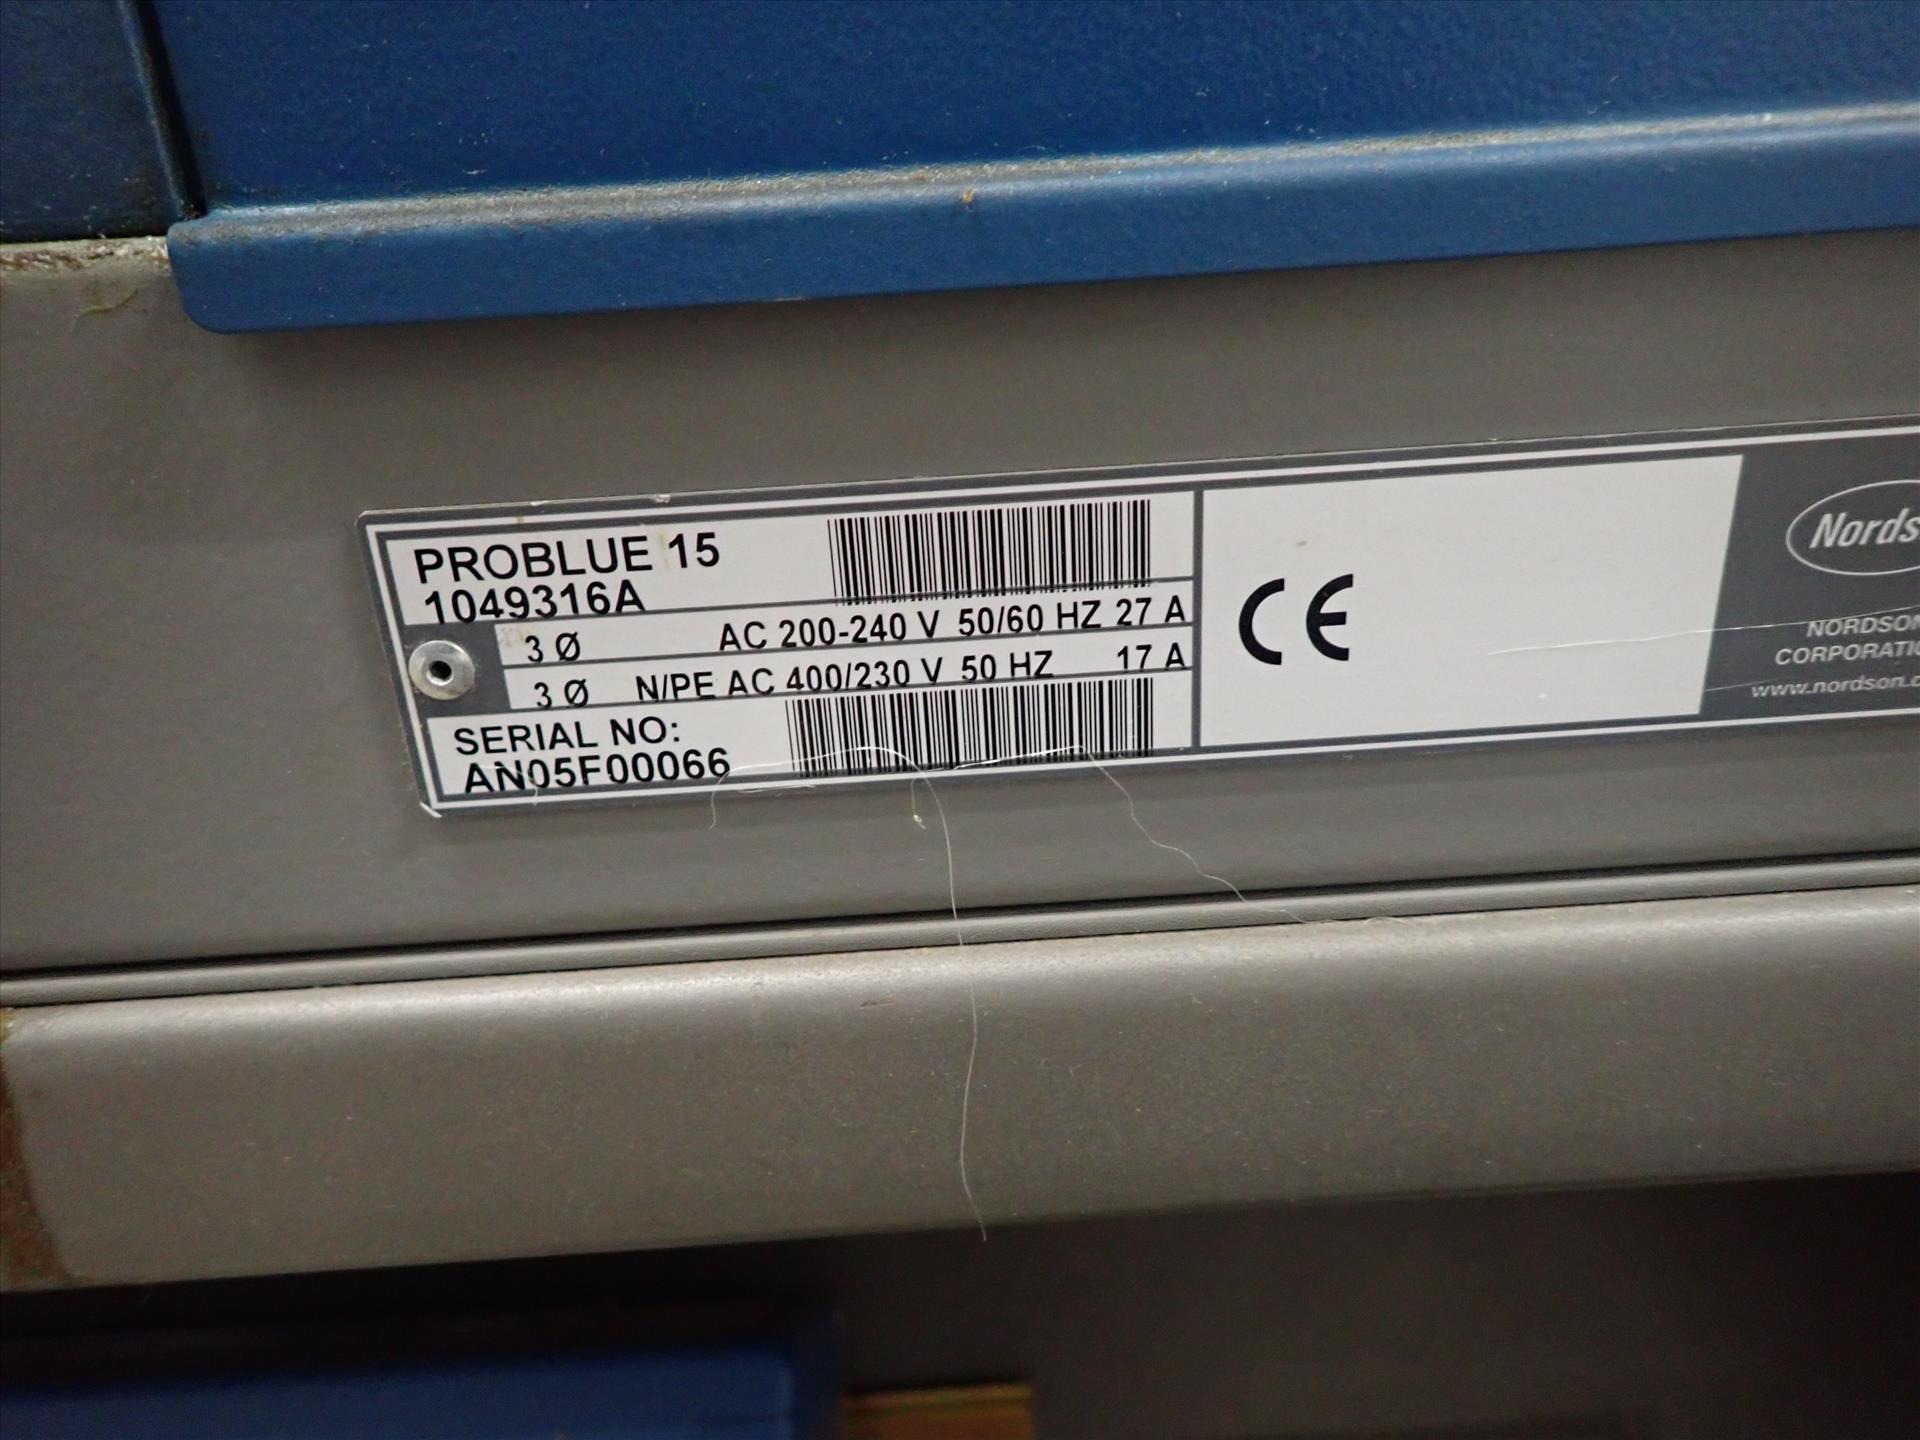 PROBLUE 15
1049316A
3 Ø AC 200-240 V 50/60 HZ 27 A
3 Ø N/PE AC 400/230 V 50 HZ 17 A
SERIAL NO:
AN05F00066
CE
Nords
NORDSON
CORPORATIO
www.nordson.c